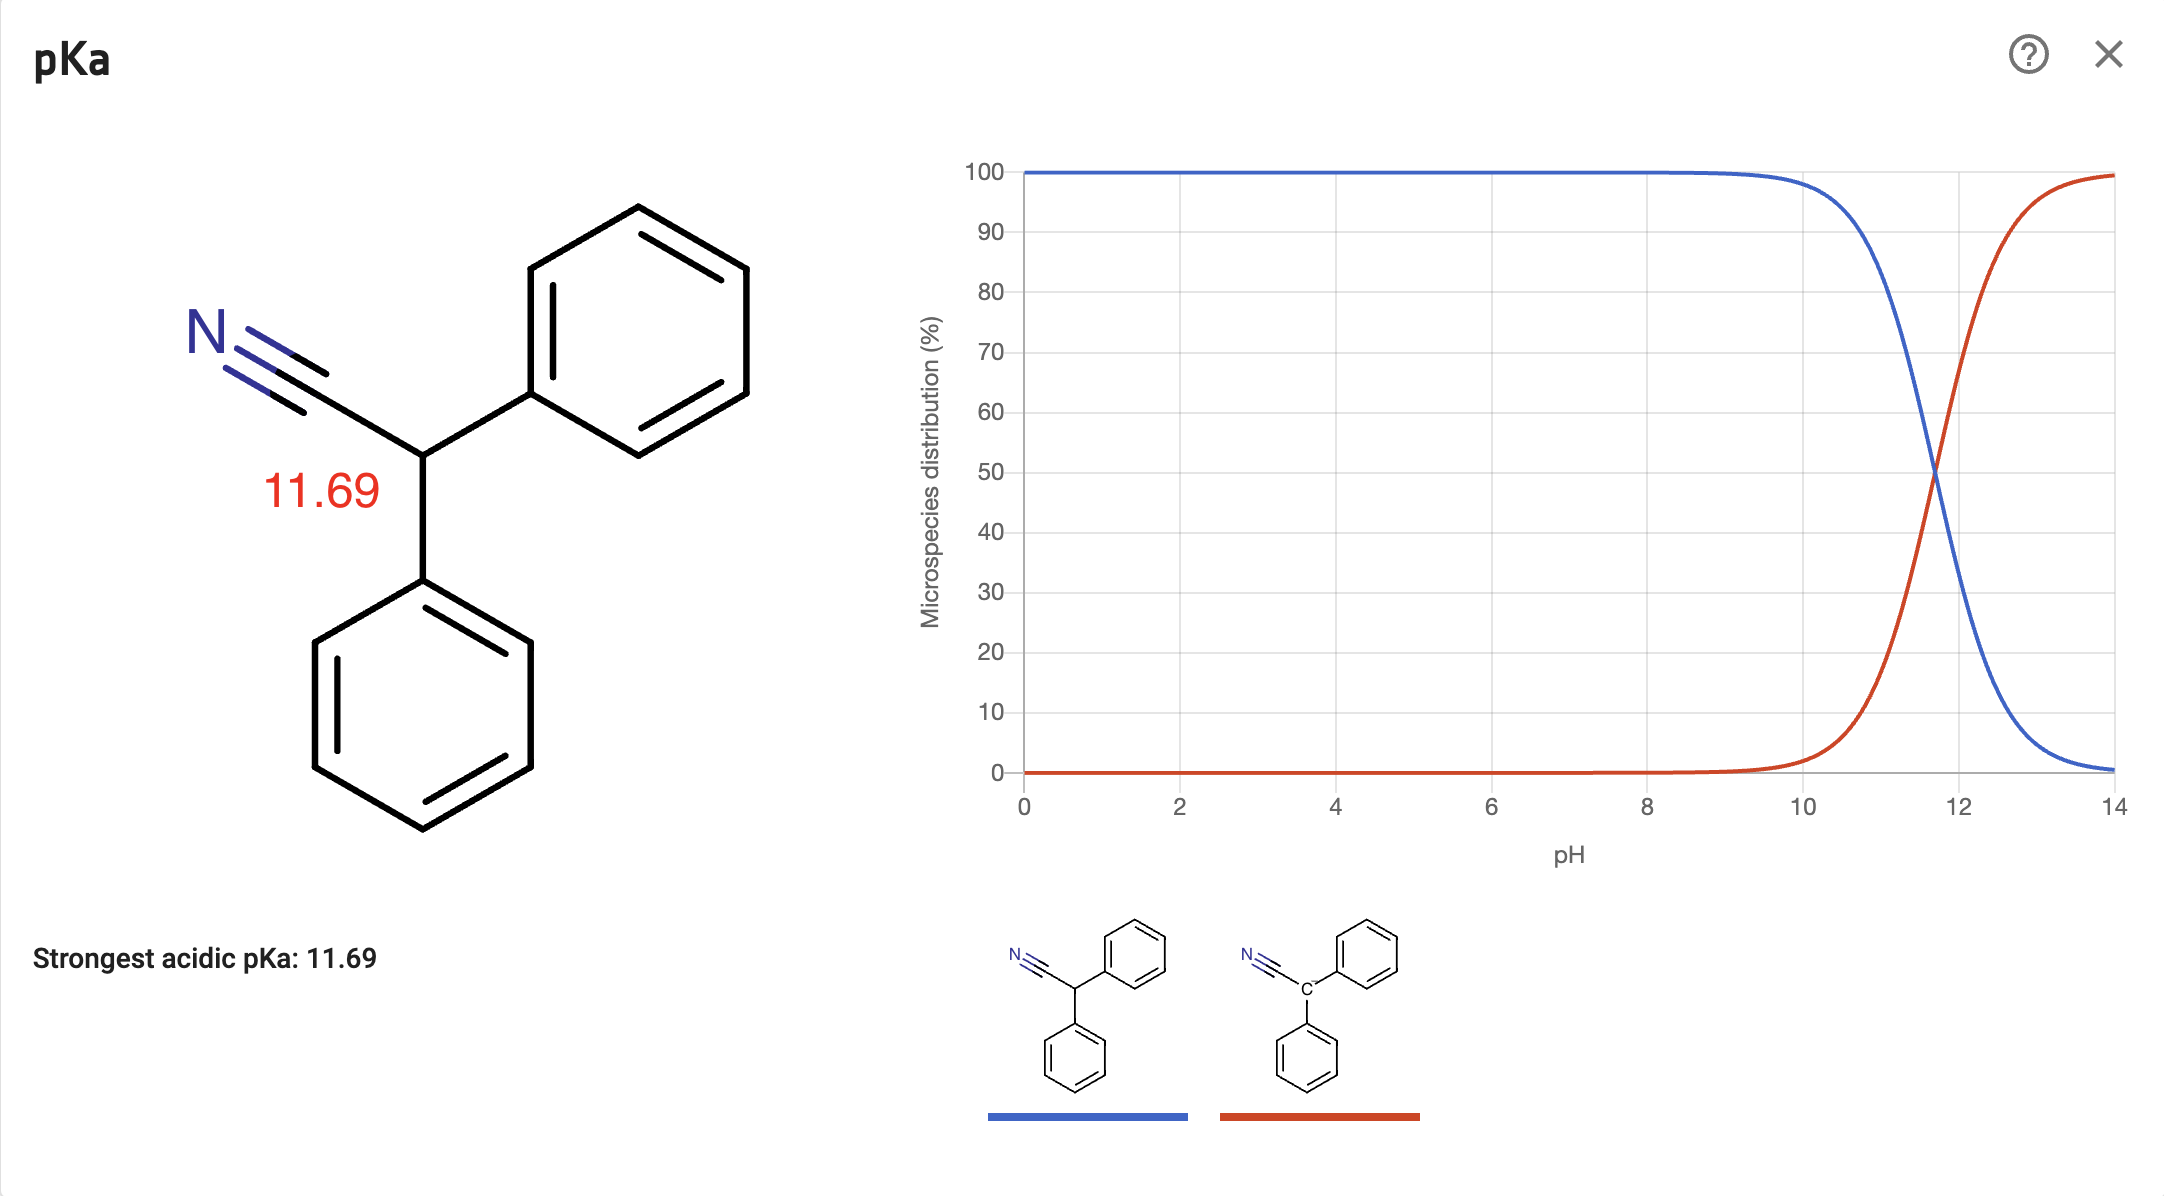 pKa
?
N
11.69
Strongest acidic pKa: 11.69
Microspecies distribution (%)
100
90
80
70
60
50
40
30
20
10
0
0 2 4 6 8 10 12 14
pH
N N
C⁻